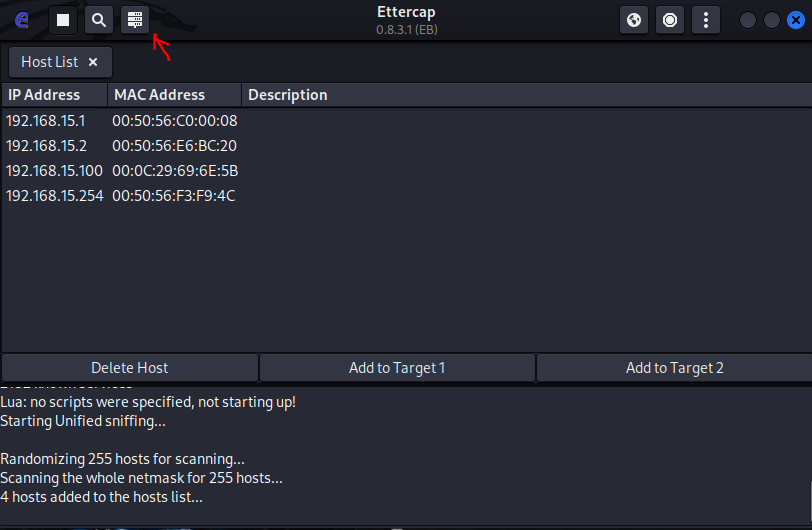 Ettercap
0.8.3.1 (EB)
Host List ×
IP Address MAC Address Description
192.168.15.1 00:50:56:C0:00:08
192.168.15.2 00:50:56:E6:BC:20
192.168.15.100 00:0C:29:69:6E:5B
192.168.15.254 00:50:56:F3:F9:4C
Delete Host Add to Target 1 Add to Target 2
Lua: no scripts were specified, not starting up!
Starting Unified sniffing...
Randomizing 255 hosts for scanning...
Scanning the whole netmask for 255 hosts...
4 hosts added to the hosts list...